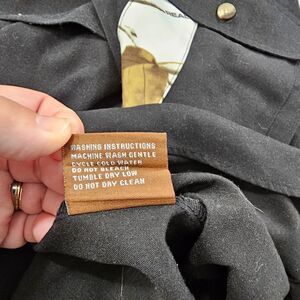 WASHING INSTRUCTIONS
MACHINE WASH GENTLE
CYCLE COLD WATER
DO NOT BLEACH
TUMBLE DRY LOW
DO NOT DRY CLEAN